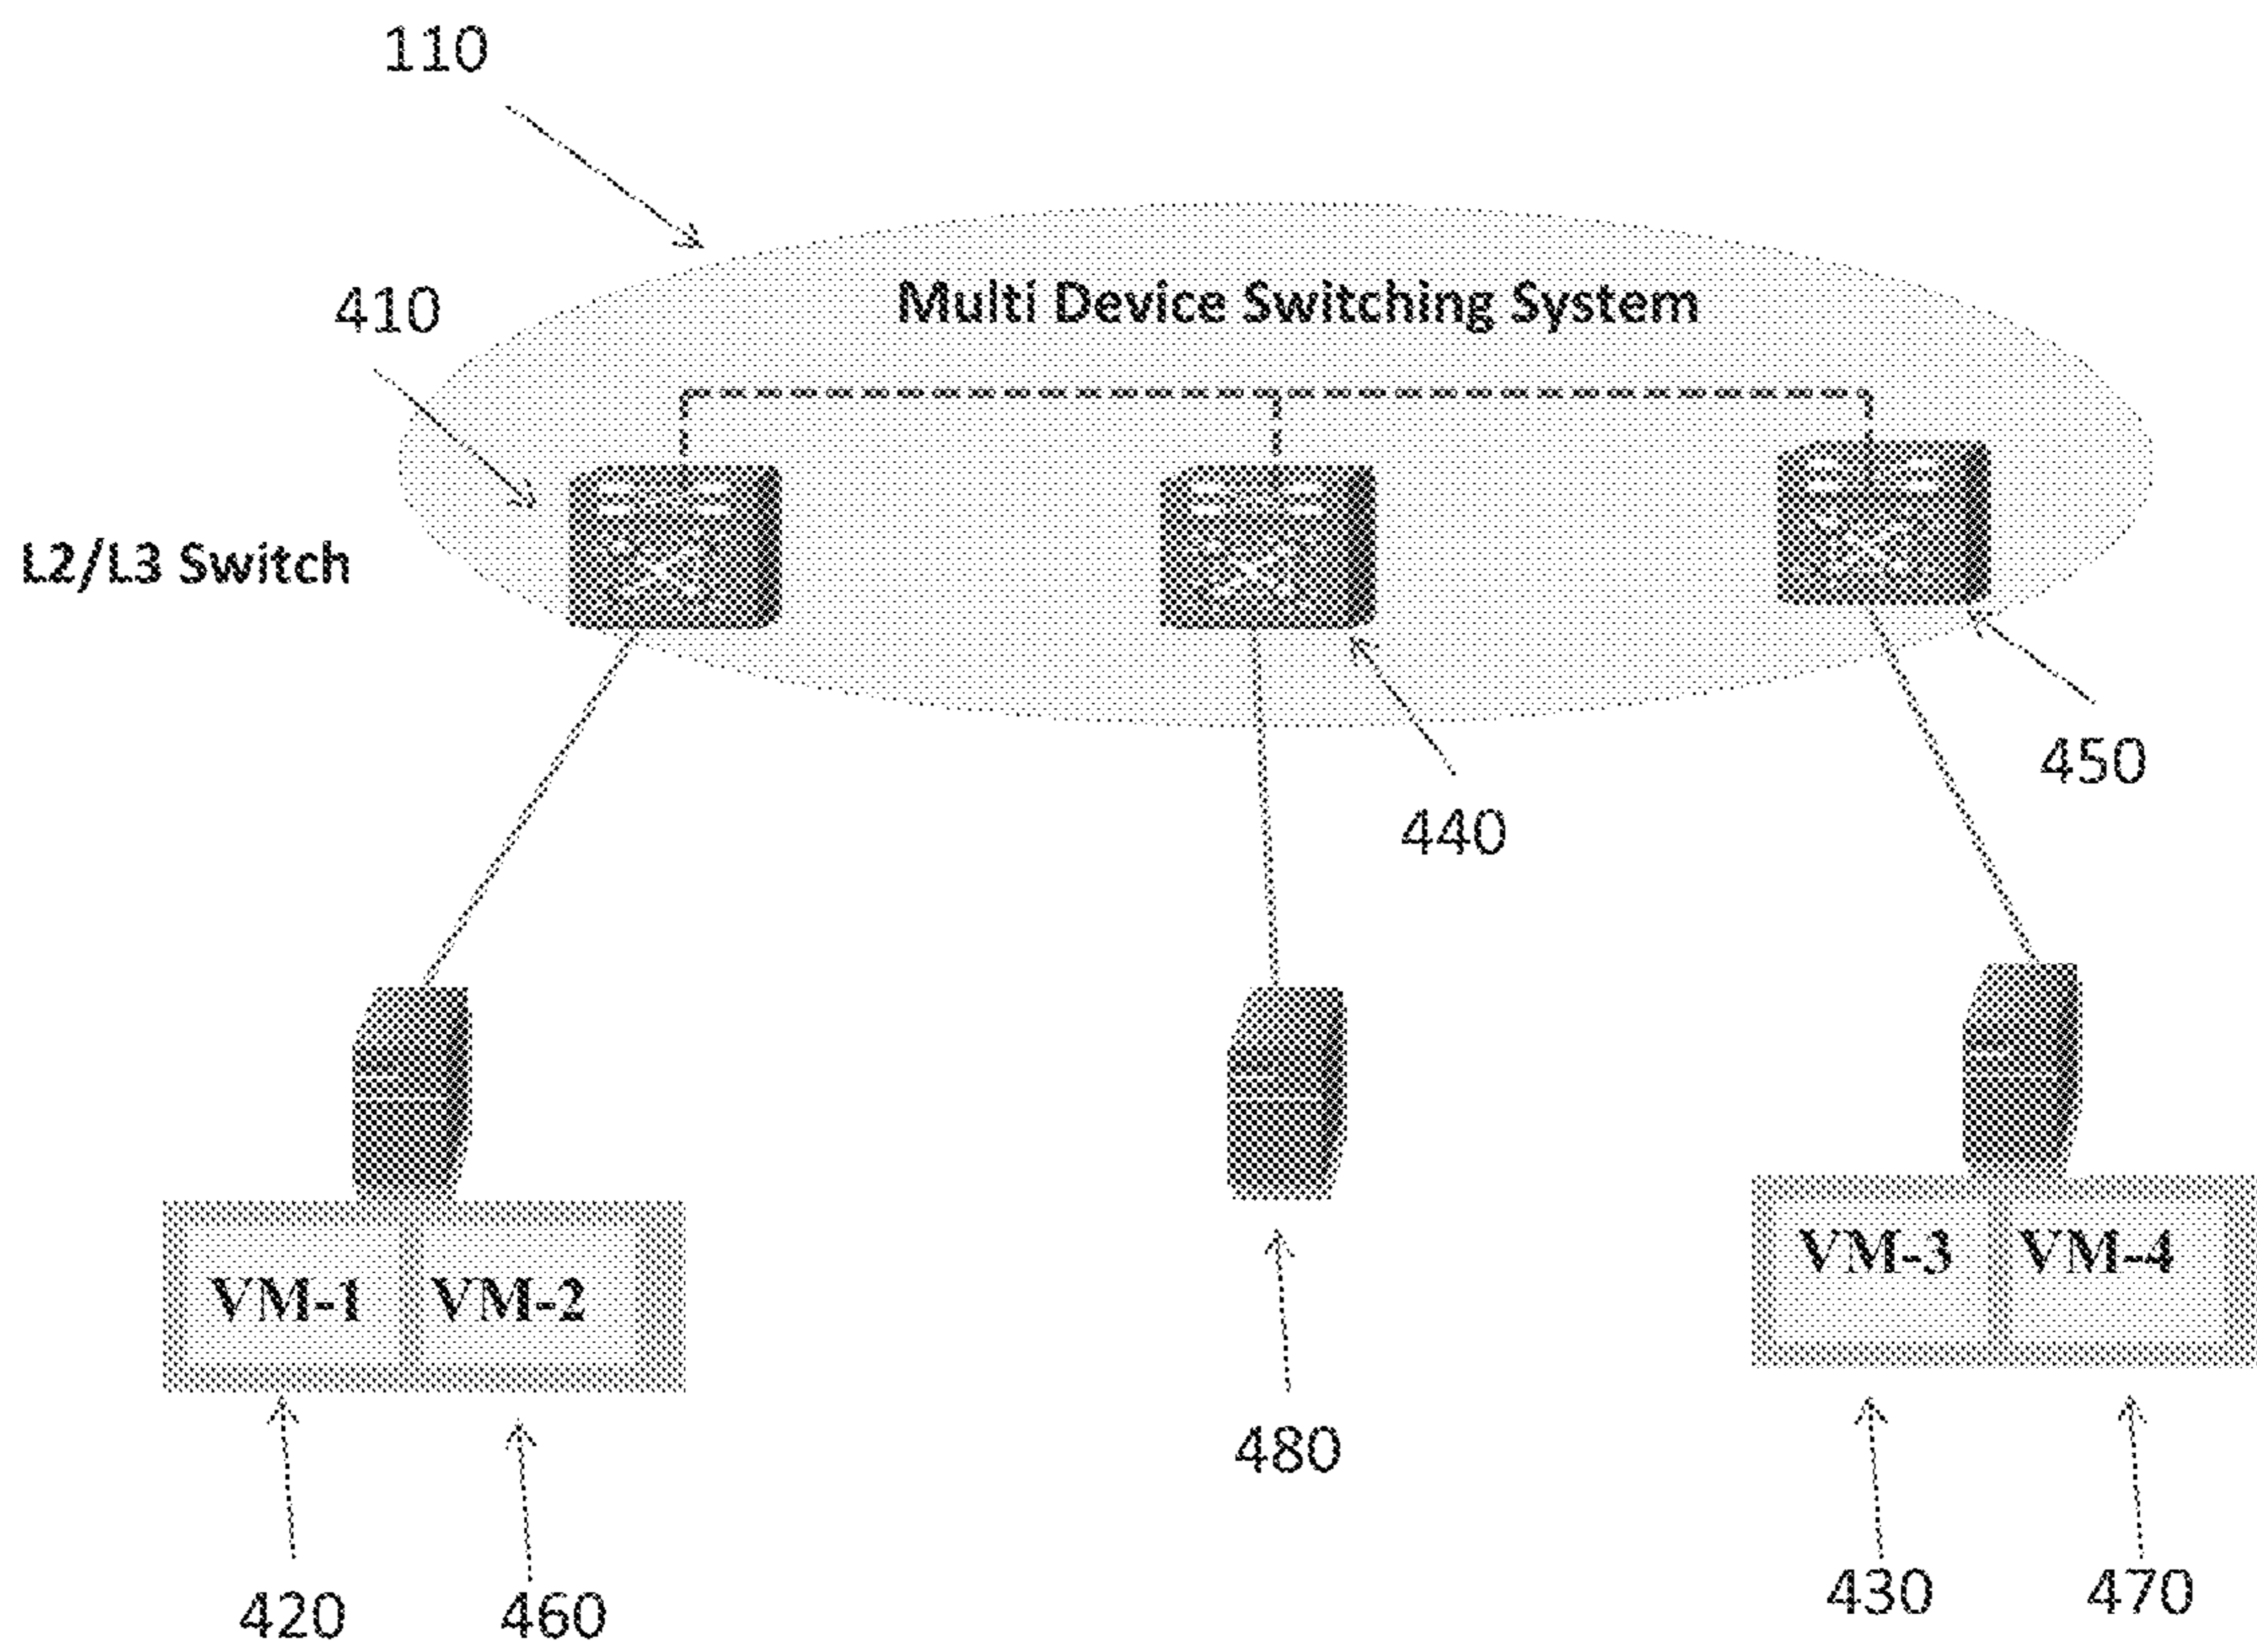 110
Multi Device Switching System
410
L2/L3 Switch
450
440
VM-3 VM-4
VM-1 VM-2
480
430 470
420 460